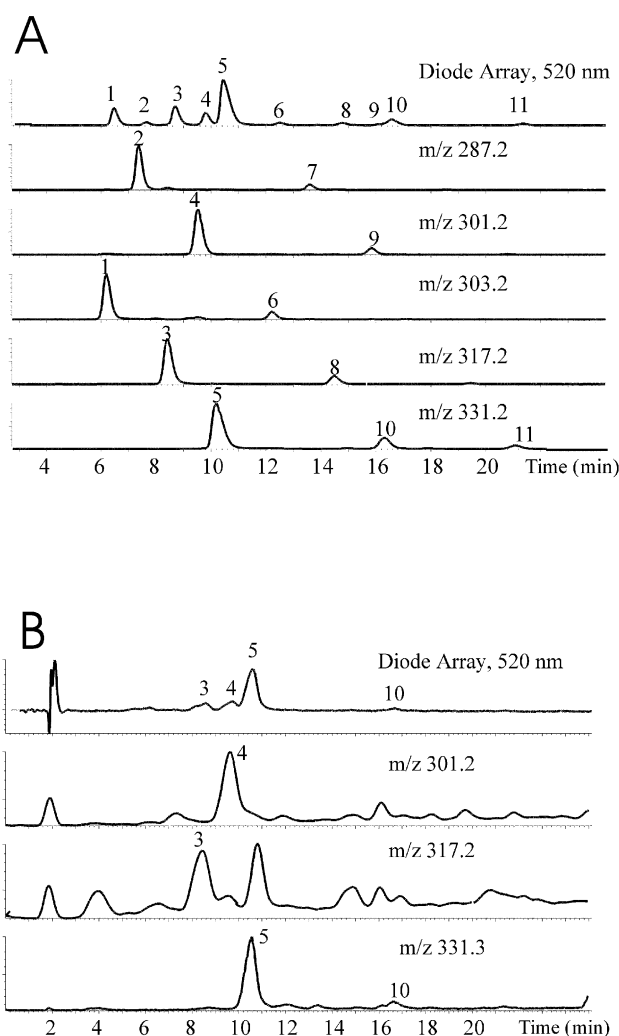 A
Diode Array, 520 nm
1 2 3 4 5 6 8 9 10 11
m/z 287.2
2 7
m/z 301.2
4 9
m/z 303.2
1 6
m/z 317.2
3 8
m/z 331.2
5 10 11
4 6 8 10 12 14 16 18 20 Time (min)
B
Diode Array, 520 nm
3 4 5 10
m/z 301.2
4
m/z 317.2
3
m/z 331.3
5 10
2 4 6 8 10 12 14 16 18 20 Time (min)